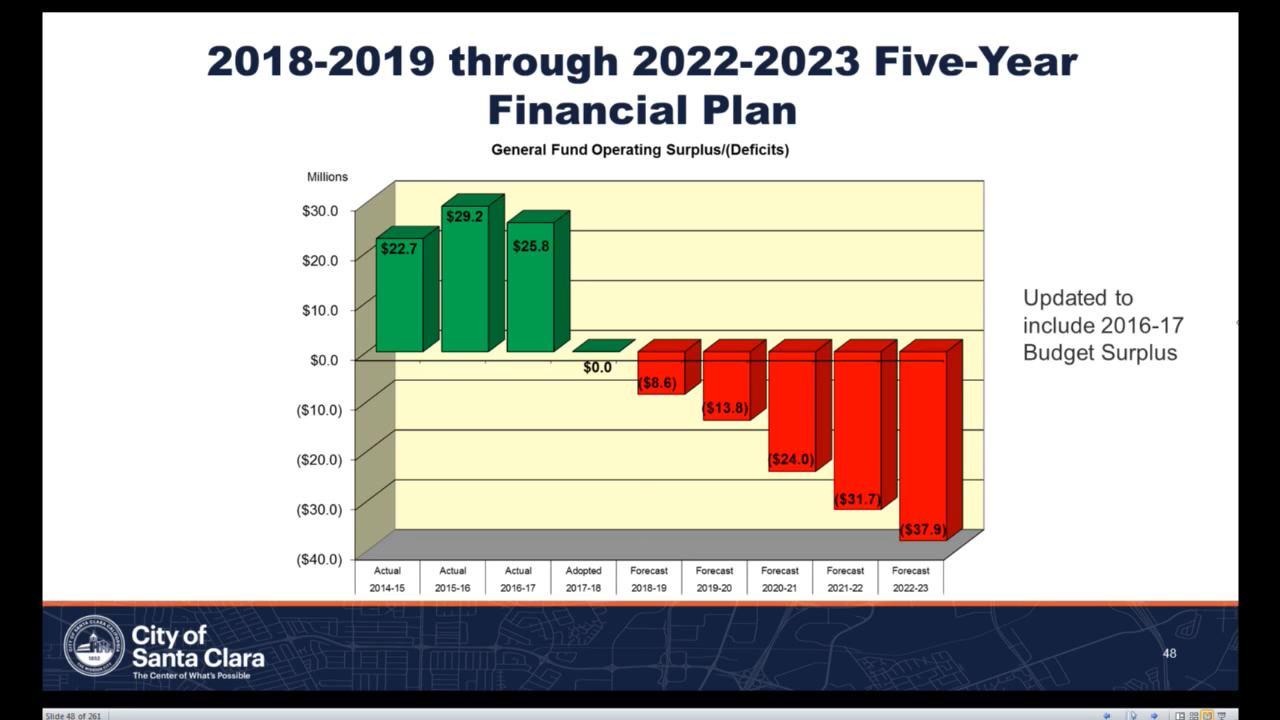 2018-2019 through 2022-2023 Five-Year
Financial Plan
General Fund Operating Surplus/(Deficits)
Millions
$30.0
$20.0
$10.0
$0.0
($10.0)
($20.0)
($30.0)
($40.0)
$22.7
$29.2
$25.8
$0.0
($8.6)
($13.8)
($24.0)
($31.7)
($37.9)
Actual Actual Actual Adopted Forecast Forecast Forecast Forecast Forecast
2014-15 2015-16 2016-17 2017-18 2018-19 2019-20 2020-21 2021-22 2022-23
Updated to
include 2016-17
Budget Surplus
City of
Santa Clara
The Center of What's Possible
48
Slide 48 of 261